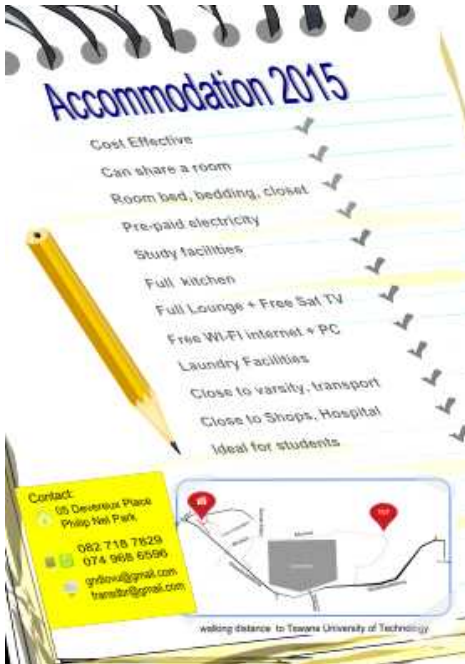 Accommodation 2015
Cost Effective
Can share a room
Room bed, bedding, closet
Pre-paid electricity
Study facilities
Full kitchen
Full Lounge + Free Sat TV
Free WI-FI internet + PC
Laundry Facilities
Close to varsity, transport
Close to Shops, Hospital
Ideal for students
Contact:
05 Devereux Place
Philip Nel Park
082 718 7829
074 968 6596
gndlovu@gmail.com
walking distance to Tswana University of Technology